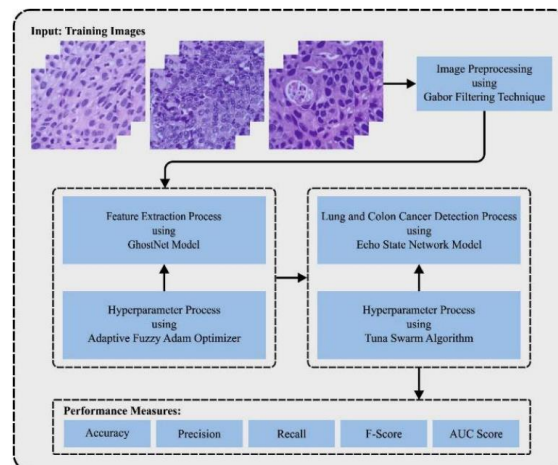 Input: Training Images
Image Preprocessing
using
Gabor Filtering Technique
Feature Extraction Process
using
GhostNet Model
Hyperparameter Process
using
Adaptive Fuzzy Adam Optimizer
Lung and Colon Cancer Detection Process
using
Echo State Network Model
Hyperparameter Process
using
Tuna Swarm Algorithm
Performance Measures:
Accuracy
Precision
Recall
F-Score
AUC Score